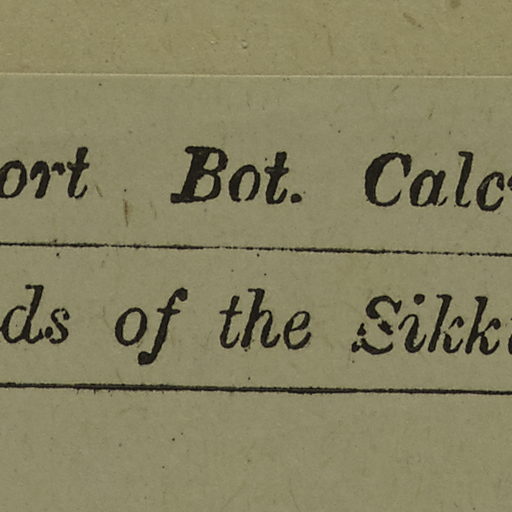 ort Bot. Calc
ds of the Sikk